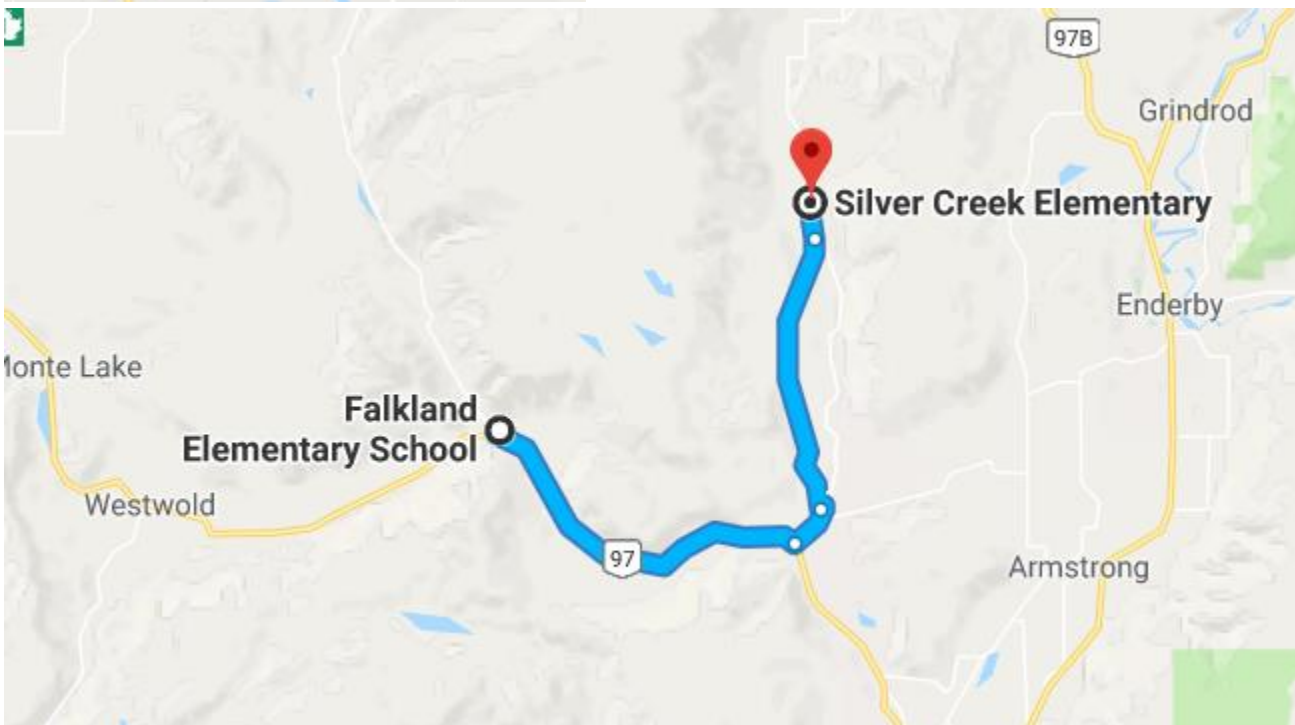 97B
Grindrod
Silver Creek Elementary
Enderby
Monte Lake
Falkland
Elementary School
Westwold
97
Armstrong